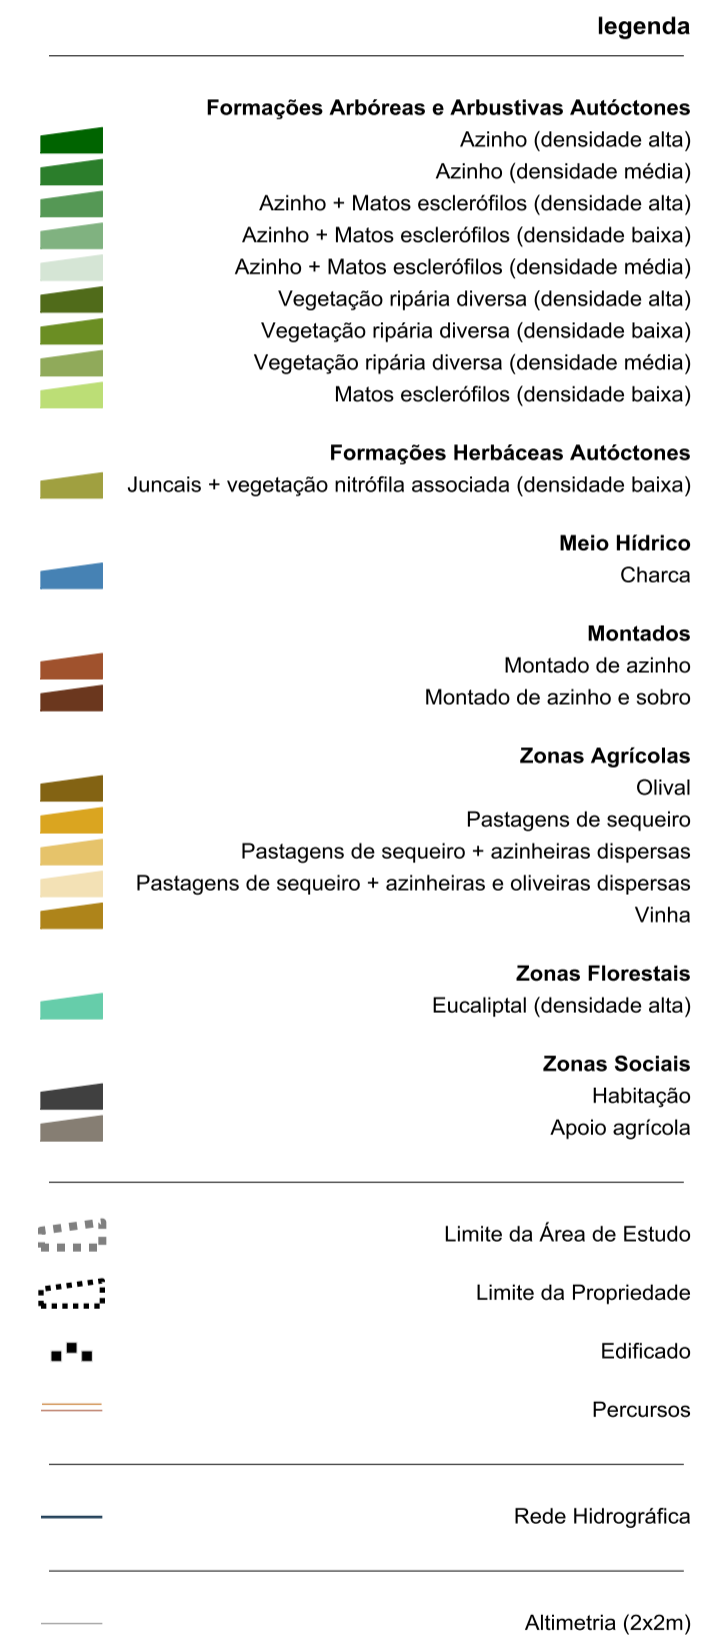 legenda
Formações Arbóreas e Arbustivas Autóctones
Azinho (densidade alta)
Azinho (densidade média)
Azinho + Matos esclerófilos (densidade alta)
Azinho + Matos esclerófilos (densidade baixa)
Azinho + Matos esclerófilos (densidade média)
Vegetação ripária diversa (densidade alta)
Vegetação ripária diversa (densidade baixa)
Vegetação ripária diversa (densidade média)
Matos esclerófilos (densidade baixa)
Formações Herbáceas Autóctones
Juncais + vegetação nitrófila associada (densidade baixa)
Meio Hídrico
Charca
Montados
Montado de azinho
Montado de azinho e sobro
Zonas Agrícolas
Olival
Pastagens de sequeiro
Pastagens de sequeiro + azinheiras dispersas
Pastagens de sequeiro + azinheiras e oliveiras dispersas
Vinha
Zonas Florestais
Eucaliptal (densidade alta)
Zonas Sociais
Habitação
Apoio agrícola
Limite da Área de Estudo
Limite da Propriedade
Edificado
Percursos
Rede Hidrográfica
Altimetria (2x2m)